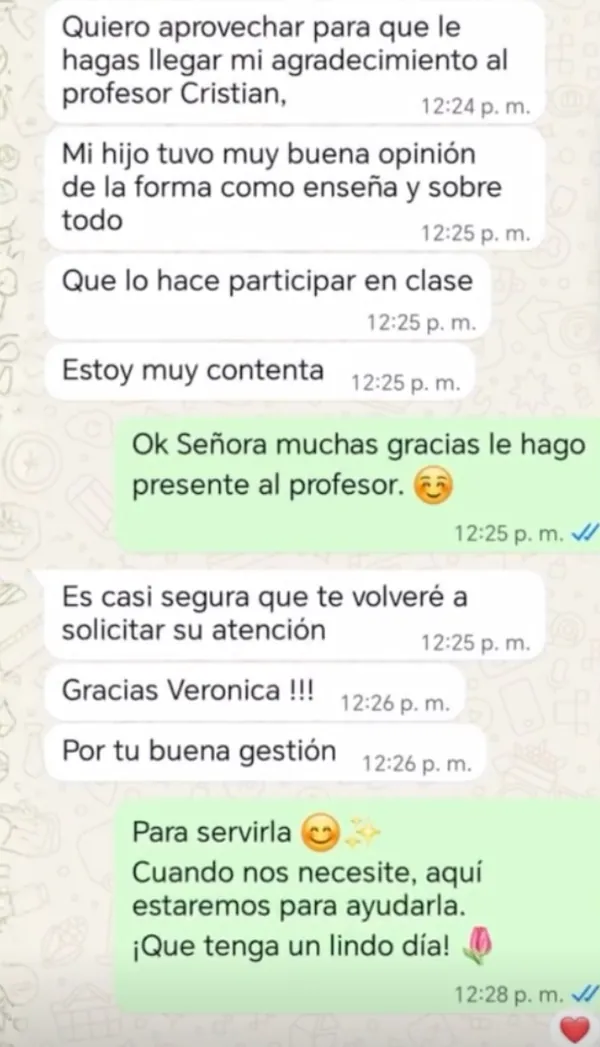 Quiero aprovechar para que le
hagas llegar mi agradecimiento al
profesor Cristian,
12:24 p. m.
Mi hijo tuvo muy buena opinión
de la forma como enseña y sobre
todo
12:25 p. m.
Que lo hace participar en clase
12:25 p. m.
Estoy muy contenta
12:25 p. m.
Ok Señora muchas gracias le hago
presente al profesor. ☺️
12:25 p. m.
Es casi segura que te volveré a
solicitar su atención
12:25 p. m.
Gracias Veronica !!!
12:26 p. m.
Por tu buena gestión
12:26 p. m.
Para servirla 😊✨
Cuando nos necesite, aquí
estaremos para ayudarla.
¡Que tenga un lindo día! 🌷
12:28 p. m.